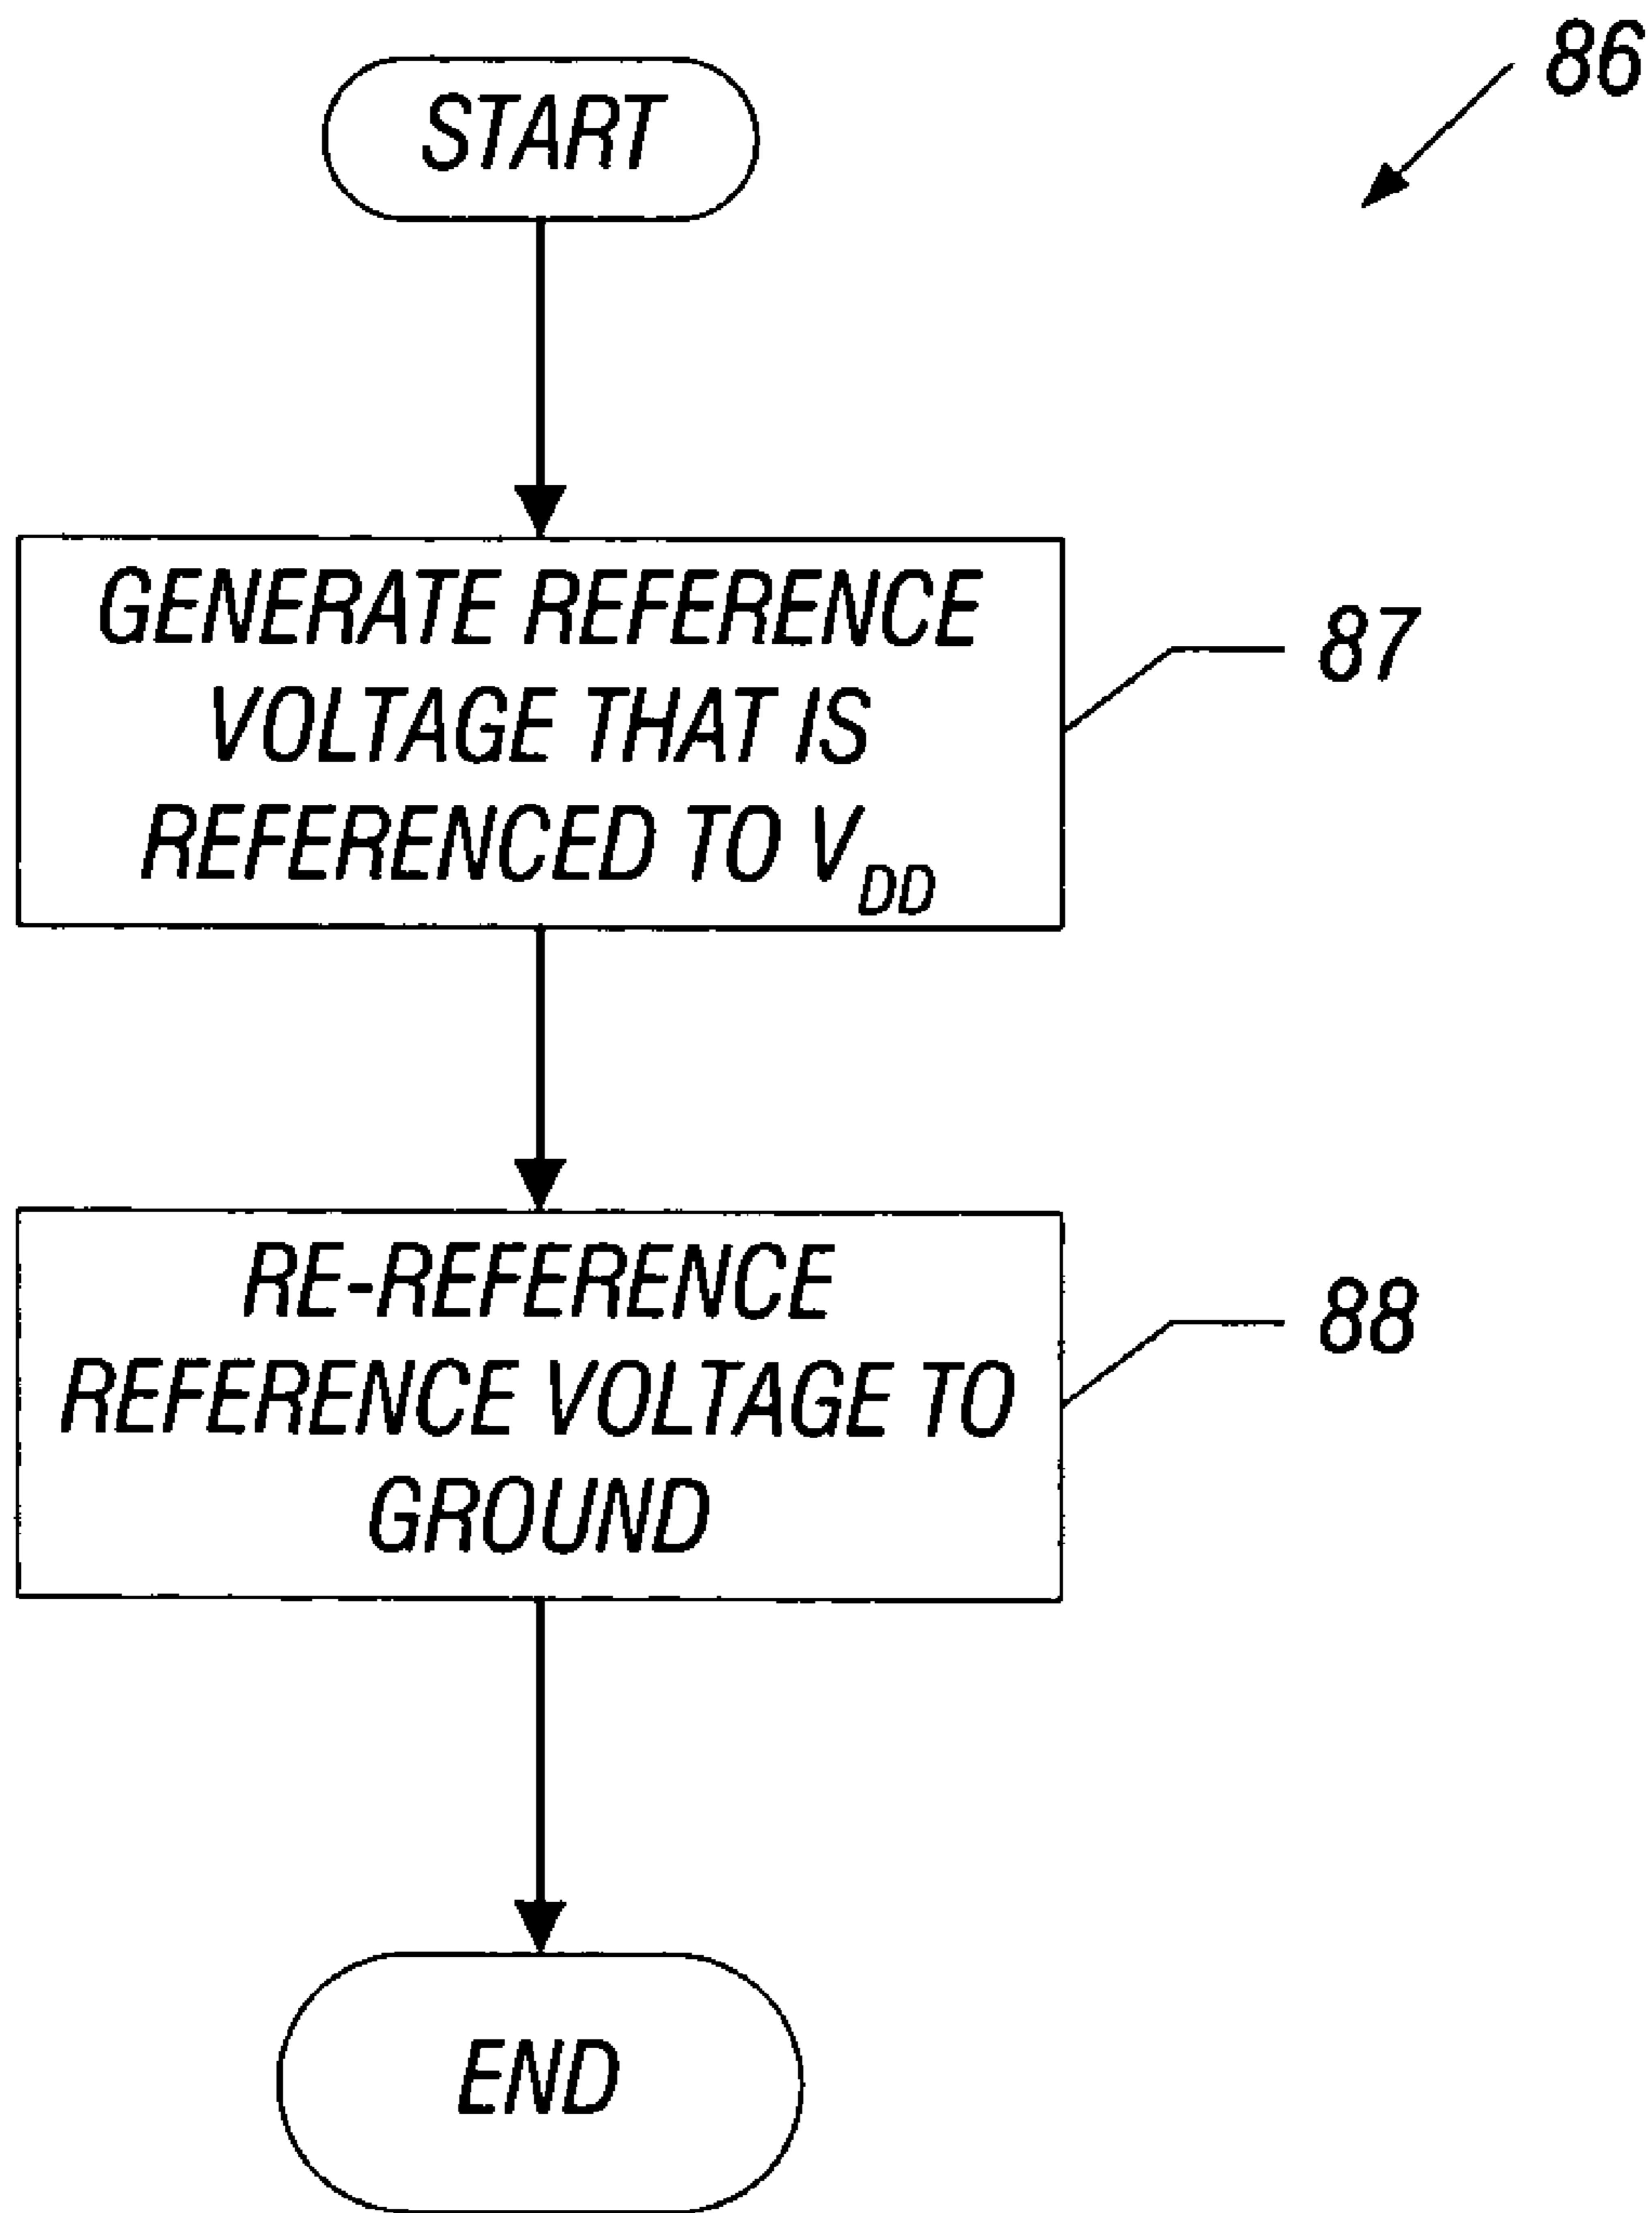 86
START
GENERATE REFERENCE
VOLTAGE THAT IS
REFERENCED TO V_DD
87
RE-REFERENCE
REFERENCE VOLTAGE TO
GROUND
88
END